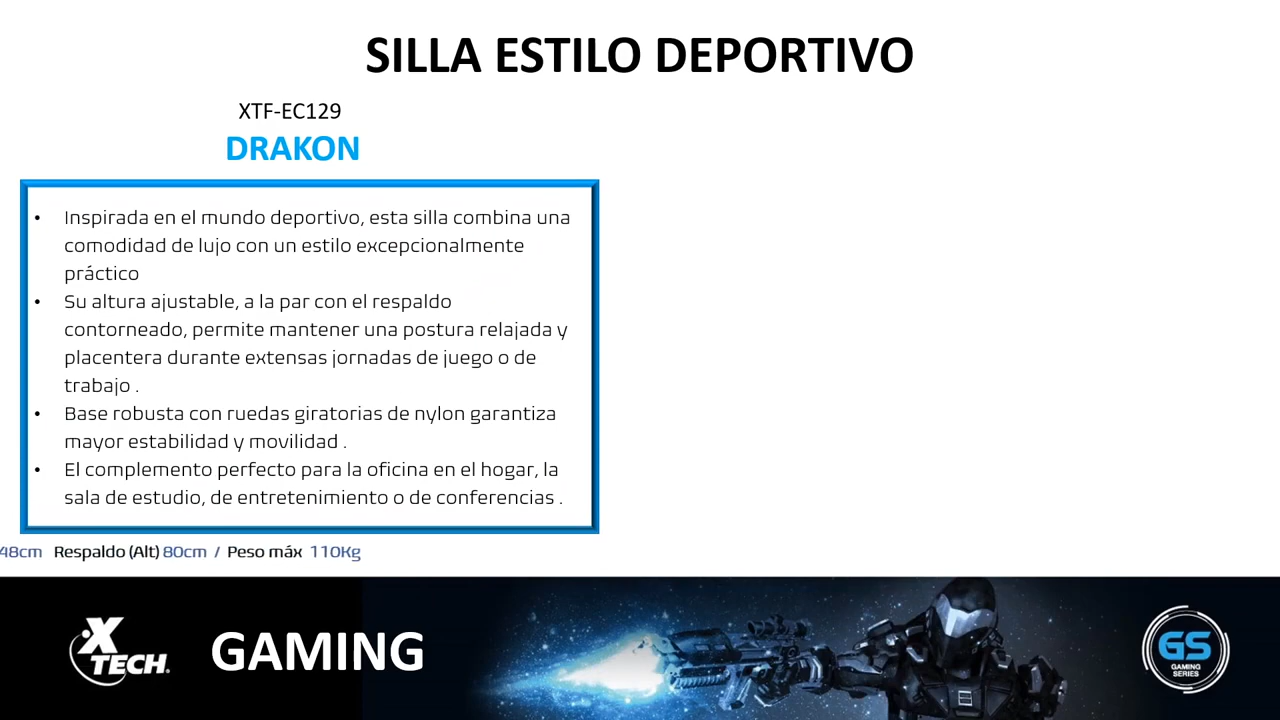 SILLA ESTILO DEPORTIVO
XTF-EC129
DRAKON
• Inspirada en el mundo deportivo, esta silla combina una
comodidad de lujo con un estilo excepcionalmente
práctico
• Su altura ajustable, a la par con el respaldo
contorneado, permite mantener una postura relajada y
placentera durante extensas jornadas de juego o de
trabajo .
• Base robusta con ruedas giratorias de nylon garantiza
mayor estabilidad y movilidad .
• El complemento perfecto para la oficina en el hogar, la
sala de estudio, de entretenimiento o de conferencias .
48cm Respaldo (Alt) 80cm / Peso máx 110Kg
XTECH.
GAMING
GS
GAMING
SERIES